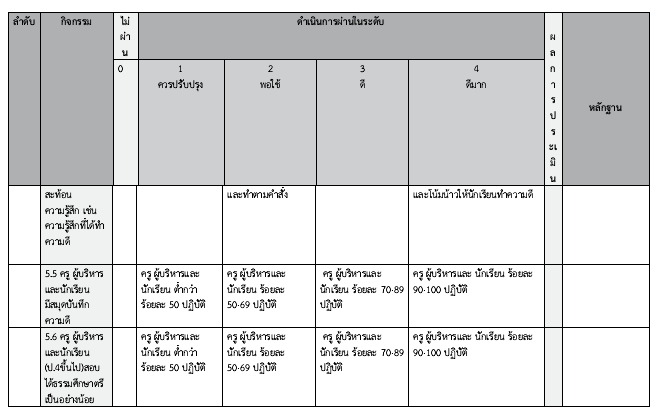 ลำดับ
กิจกรรม
ไม่
ผ่า
น
ดำเนินการผ่านในระดับ
ผ
ล
ก
า
ร
ป
ร
ะเ
มิ
น
หลักฐาน
0
1
ควรปรับปรุง
2
พอใช้
3
ดี
4
ดีมาก
สะท้อน
ความรู้สึก เช่น
ความรู้สึกที่ได้ทำ
ความดี
และทำตามคำสั่ง
และโน้มน้าวให้นักเรียนทำความดี
5.5 ครู ผู้บริหาร
และนักเรียน
มีสมุดบันทึก
ความดี
ครู ผู้บริหารและ
นักเรียน ต่ำกว่า
ร้อยละ 50 ปฏิบัติ
ครู ผู้บริหารและ
นักเรียน ร้อยละ
50-69 ปฏิบัติ
ครู ผู้บริหารและ
นักเรียน ร้อยละ 70-89
ปฏิบัติ
ครู ผู้บริหารและ นักเรียน ร้อยละ
90-100 ปฏิบัติ
5.6 ครู ผู้บริหาร
และนักเรียน
(ป.4ขึ้นไป)สอบ
ได้ธรรมศึกษาตรี
เป็นอย่างน้อย
ครู ผู้บริหารและ
นักเรียน ต่ำกว่า
ร้อยละ 50 ปฏิบัติ
ครู ผู้บริหารและ
นักเรียน ร้อยละ
50-69 ปฏิบัติ
ครู ผู้บริหารและ
นักเรียน ร้อยละ 70-89
ปฏิบัติ
ครู ผู้บริหารและ นักเรียน ร้อยละ
90-100 ปฏิบัติ